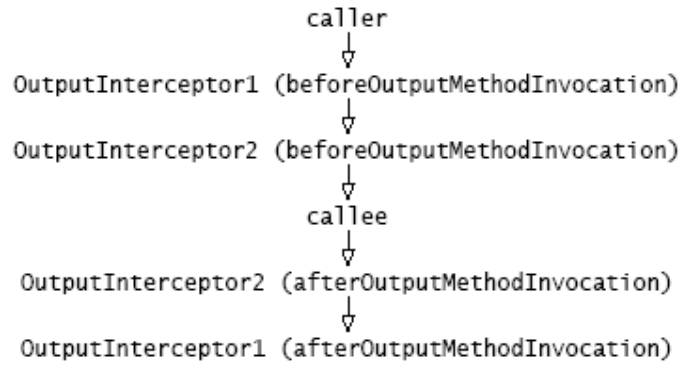 caller
OutputInterceptor1 (beforeOutputMethodInvocation)
OutputInterceptor2 (beforeOutputMethodInvocation)
callee
OutputInterceptor2 (afterOutputMethodInvocation)
OutputInterceptor1 (afterOutputMethodInvocation)